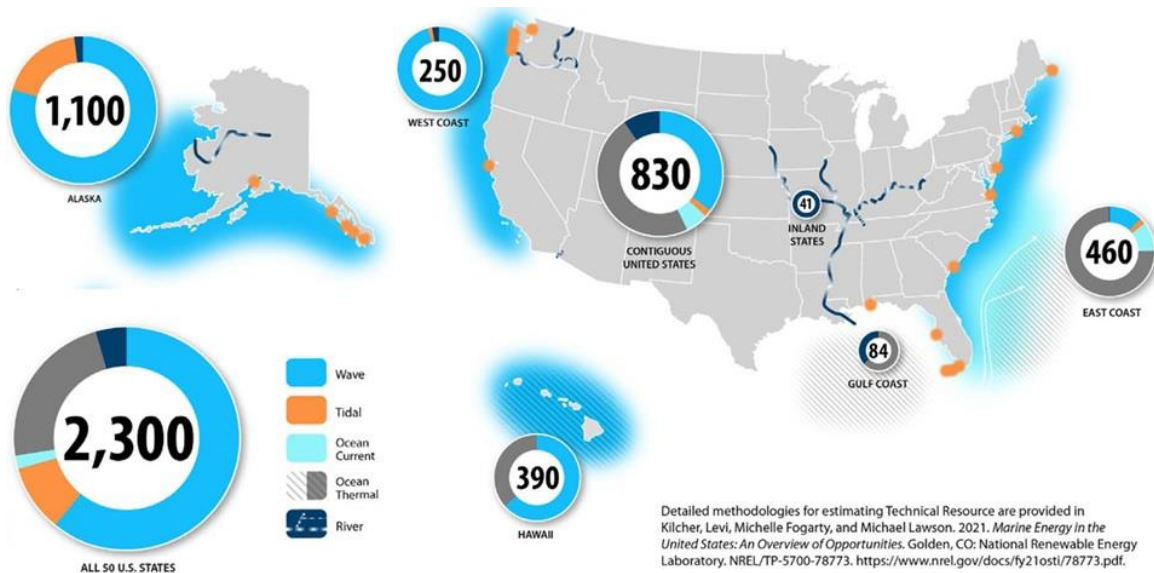 1,100
ALASKA
250
WEST COAST
830
CONTIGUOUS
UNITED STATES
41
INLAND
STATES
460
EAST COAST
84
GULF COAST
2,300
ALL 50 U.S. STATES
Wave
Tidal
Ocean
Current
Ocean
Thermal
River
390
HAWAII
Detailed methodologies for estimating Technical Resource are provided in
Kilcher, Levi, Michelle Fogarty, and Michael Lawson. 2021. Marine Energy in the
United States: An Overview of Opportunities. Golden, CO: National Renewable Energy
Laboratory. NREL/TP-5700-78773. https://www.nrel.gov/docs/fy21osti/78773.pdf.